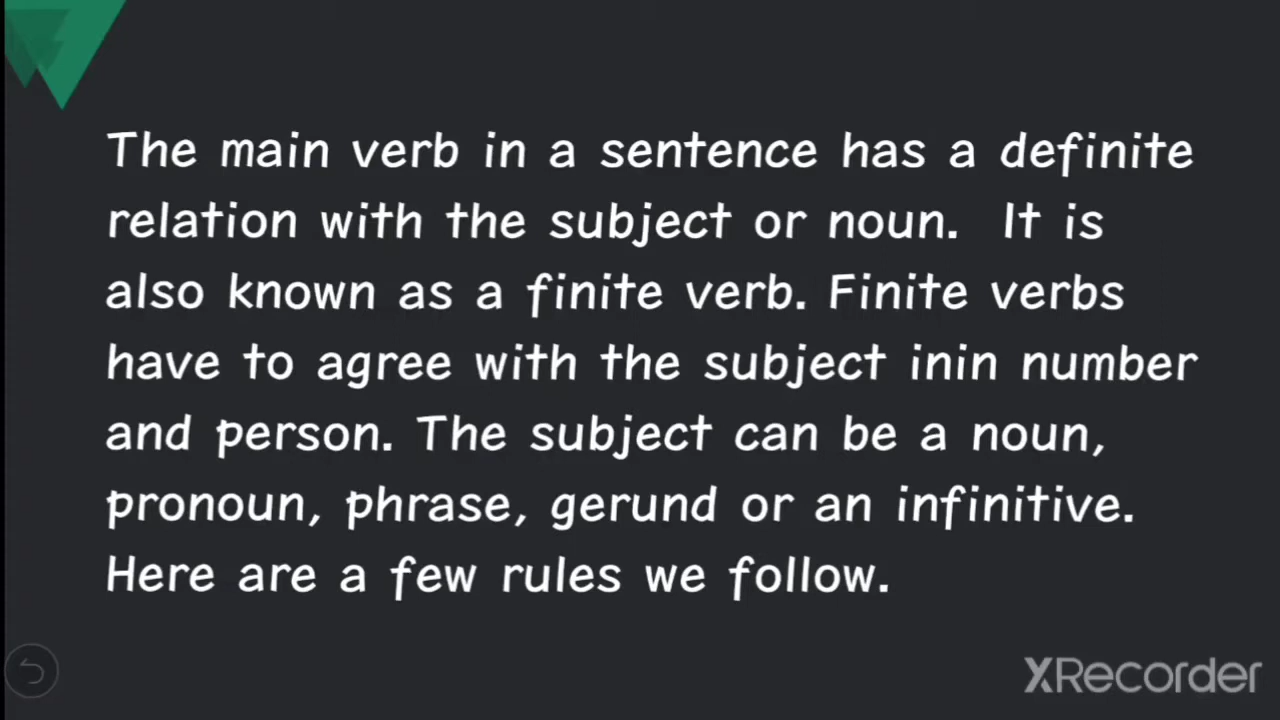 The main verb in a sentence has a definite
relation with the subject or noun.  It is
also known as a finite verb. Finite verbs
have to agree with the subject inin number
and person. The subject can be a noun,
pronoun, phrase, gerund or an infinitive.
Here are a few rules we follow.
XRecorder